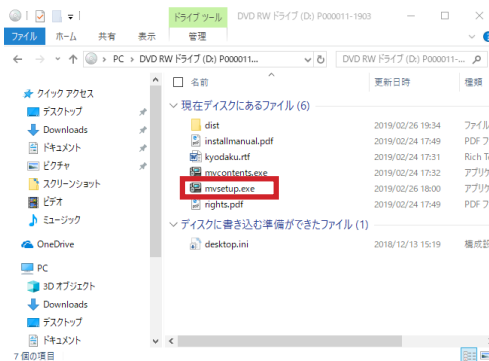 ドライブ ツール
DVD RW ドライブ (D:) P000011-1903
ファイル ホーム 共有 表示 管理
PC > DVD RW ドライブ (D:) P000011...
DVD RW ドライブ (D:) P000011-...
名前 更新日時 種類
クイック アクセス
デスクトップ
Downloads
ドキュメント
ピクチャ
スクリーンショット
ビデオ
ミュージック
OneDrive
PC
3D オブジェクト
Downloads
デスクトップ
ドキュメント
現在ディスクにあるファイル (6)
dist 2019/02/26 19:34 ファイル
installmanual.pdf 2019/02/24 17:49 PDF フ
kyodaku.rtf 2019/02/24 17:31 Rich T
mvcontents.exe 2019/02/24 17:32 アプリケ
mvsetup.exe 2019/02/26 18:00 アプリケ
rights.pdf 2019/02/24 17:49 PDF フ
ディスクに書き込む準備ができたファイル (1)
desktop.ini 2018/12/13 15:19 構成設
7 個の項目